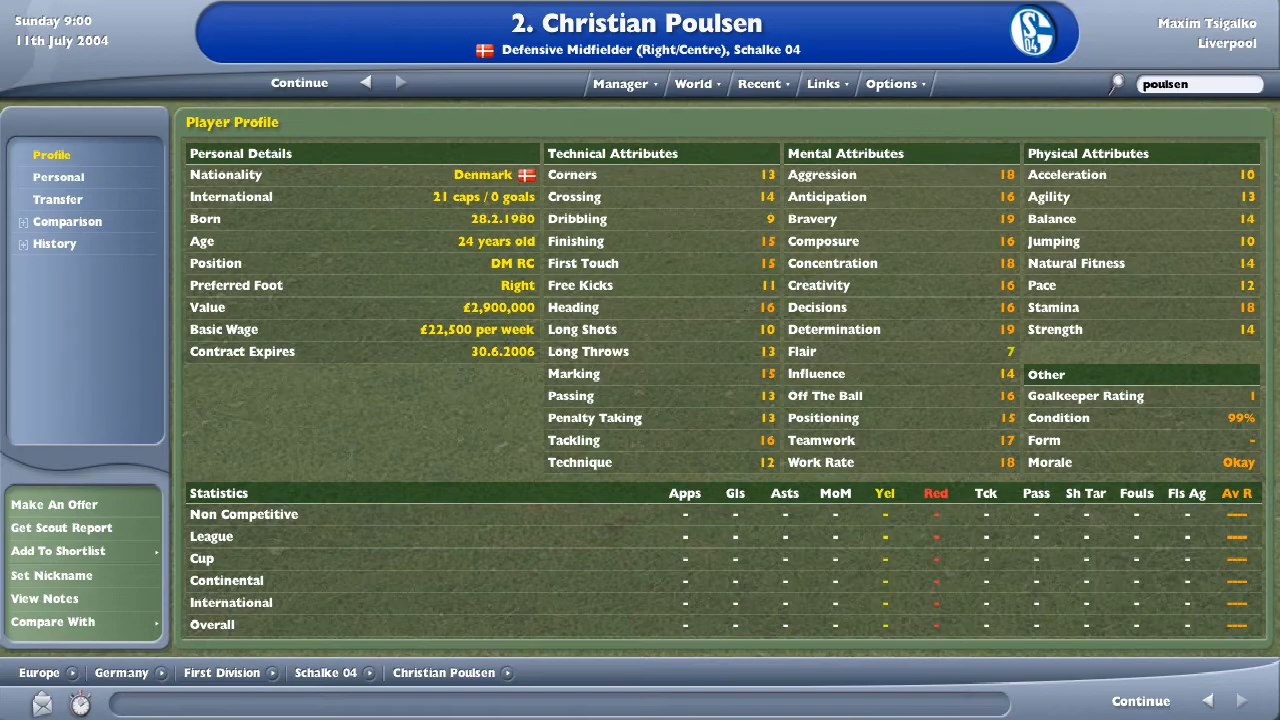 Sunday 9:00
11th July 2004
2. Christian Poulsen
Defensive Midfielder (Right/Centre), Schalke 04
S04
Maxim Tsigalko
Liverpool
Continue
Manager World Recent Links Options
poulsen
Profile
Personal
Transfer
Comparison
History
Make An Offer
Get Scout Report
Add To Shortlist
Set Nickname
View Notes
Compare With
Player Profile
Personal Details
Nationality Denmark
International 21 caps / 0 goals
Born 28.2.1980
Age 24 years old
Position DM RC
Preferred Foot Right
Value £2,900,000
Basic Wage £22,500 per week
Contract Expires 30.6.2006
Technical Attributes
Corners 13
Crossing 14
Dribbling 9
Finishing 15
First Touch 15
Free Kicks 11
Heading 16
Long Shots 10
Long Throws 13
Marking 15
Passing 13
Penalty Taking 13
Tackling 16
Technique 12
Mental Attributes
Aggression 18
Anticipation 16
Bravery 19
Composure 16
Concentration 18
Creativity 16
Decisions 16
Determination 19
Flair 7
Influence 14
Off The Ball 16
Positioning 15
Teamwork 17
Work Rate 18
Physical Attributes
Acceleration 10
Agility 13
Balance 14
Jumping 10
Natural Fitness 14
Pace 12
Stamina 18
Strength 14
Other
Goalkeeper Rating 1
Condition 99%
Form -
Morale Okay
Statistics Apps Gls Asts MoM Yel Red Tck Pass Sh Tar Fouls Fls Ag Av R
Non Competitive - - - - - - - - - - - ----
League - - - - - - - - - - - ----
Cup - - - - - - - - - - - ----
Continental - - - - - - - - - - - ----
International - - - - - - - - - - - ----
Overall - - - - - - - - - - - ----
Europe Germany First Division Schalke 04 Christian Poulsen
Continue